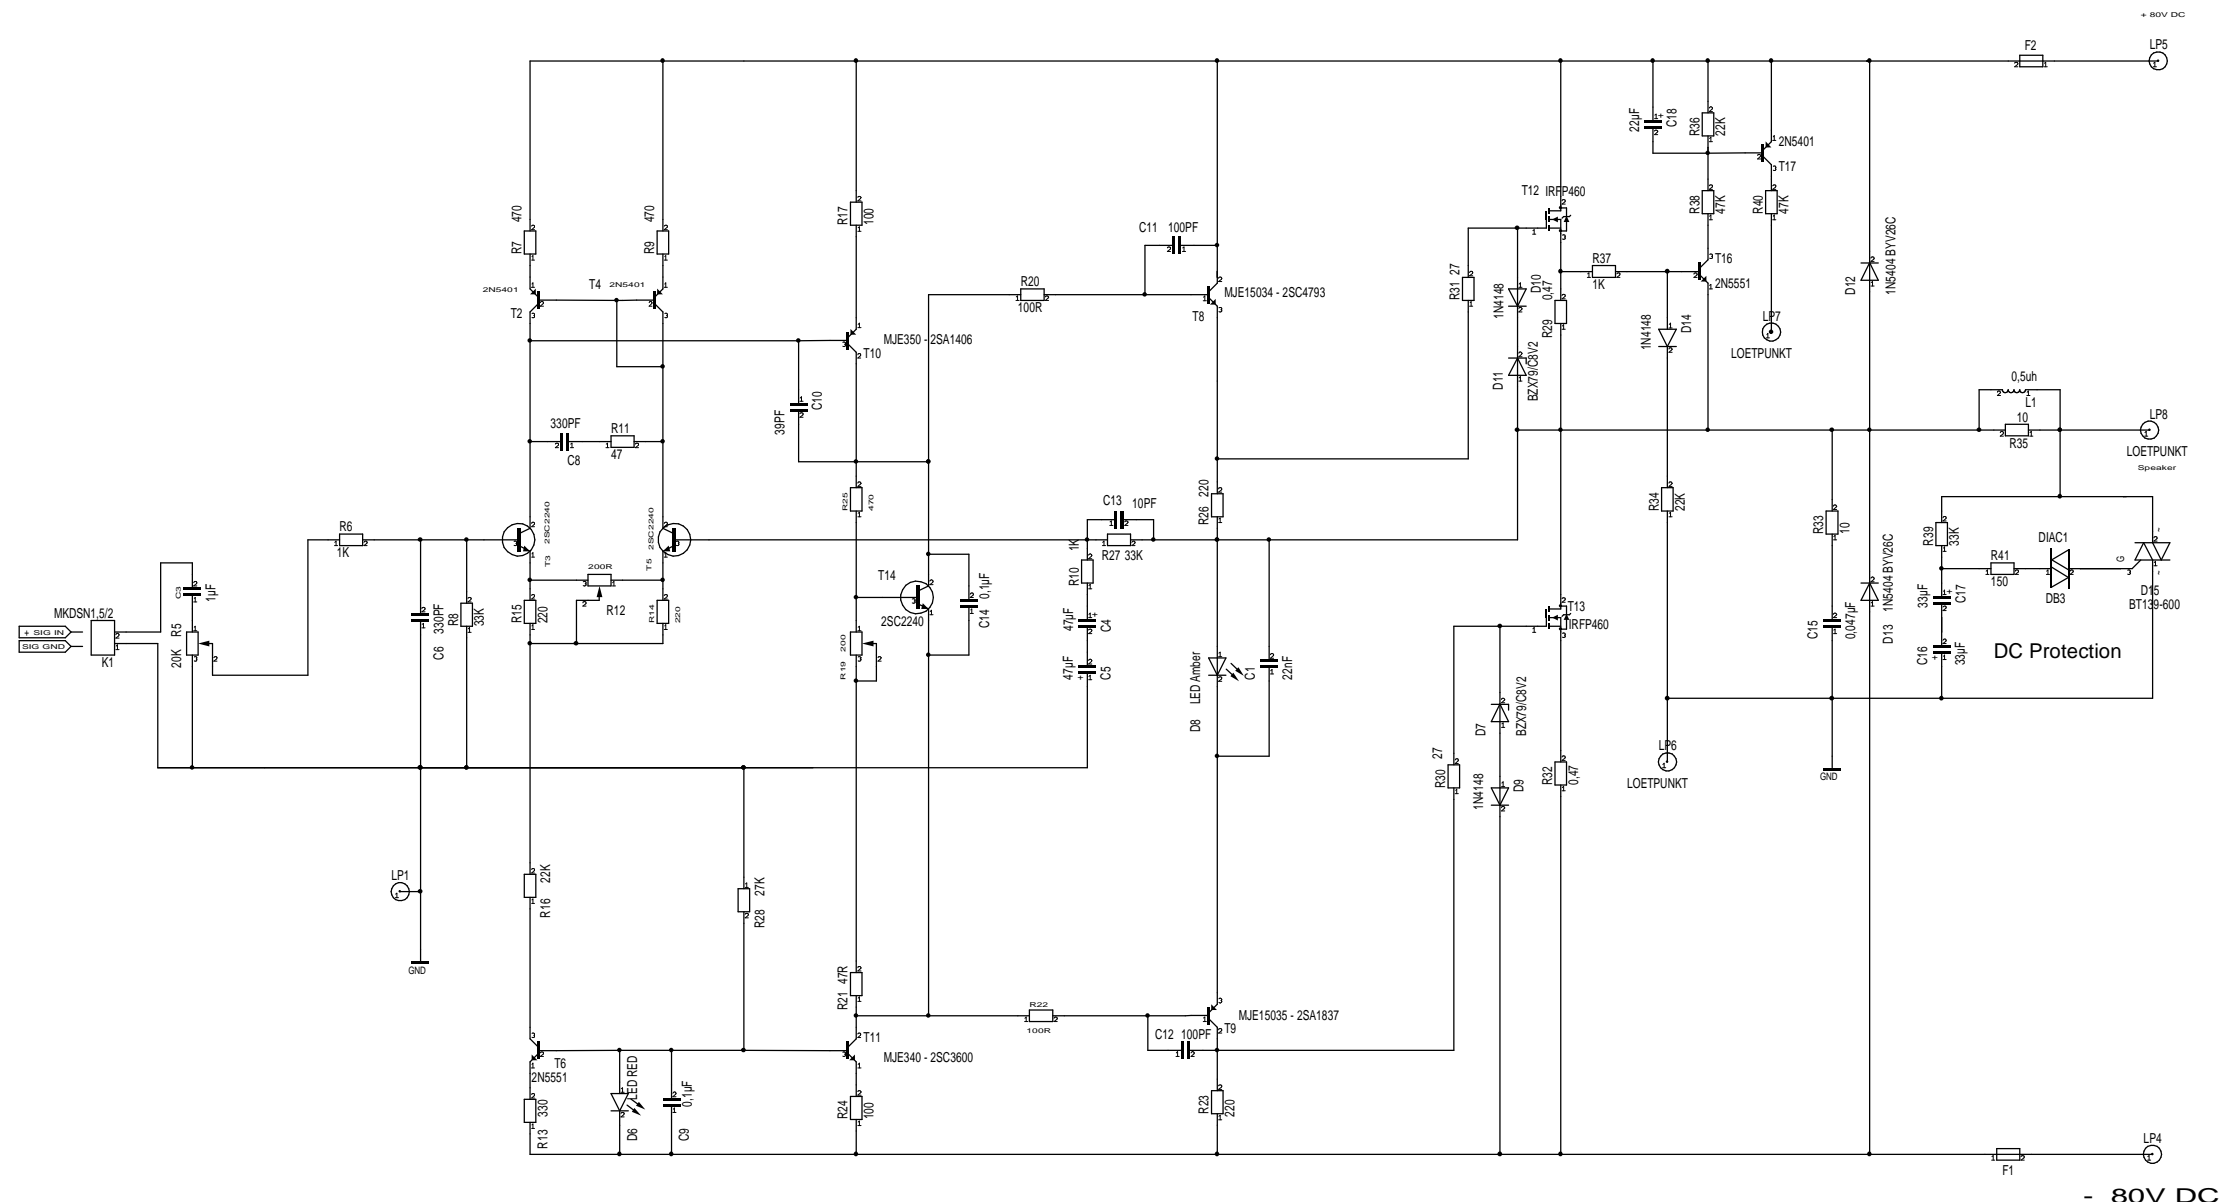 + 80V DC
F2
LP5
22µF
C18
R36
22K
2N5401
T17
470
R7
470
R9
R17
100
C11 100PF
T12 IRFP460
R38
47K
R40
47K
T4
2N5401
2N5401
T2
R20
100R
MJE15034 - 2SC4793
T8
R31 27
1N4148
D10
0,47
R29
R37
1K
T16
2N5551
D12
1N5404 BYV26C
MJE350 - 2SA1406
T10
1N4148
D14
LP7
LOETPUNKT
D11
BZX79/C8V2
0,5uh
L1
10
R35
LP8
LOETPUNKT
Speaker
39PF
C10
330PF
C8
R11
47
R25
470
220
R26
C13 10PF
R27 33K
1K
R10
R34
22K
R33
10
R39
33K
R41
150
DIAC1
DB3
G
D15
BT139-600
R6
1K
2SC2240
T3
2SC2240
T5
200R
R12
R15
220
R14
220
T14
2SC2240
C14 0,1µF
MKDSN1,5/2
+ SIG IN
SIG GND
K1
C3
1µF
R5
20K
C6 330PF
R8
33K
R19
200
47µF
C4
47µF
C5
D8 LED Amber
C1
22nF
T13
IRFP460
C15
0,047µF
D13
1N5404 BYV26C
33µF
C17
C16
33µF
DC Protection
D7
BZX79/C8V2
R30 27
1N4148
D9
R32
0,47
LP6
LOETPUNKT
GND
LP1
GND
22K
R16
27K
R28
R21 47R
R22
100R
MJE15035 - 2SA1837
T9
C12 100PF
T11
MJE340 - 2SC3600
T6
2N5551
330
R13
LED RED
D6
0,1µF
C9
R24
100
R23
220
F1
LP4
- 80V DC